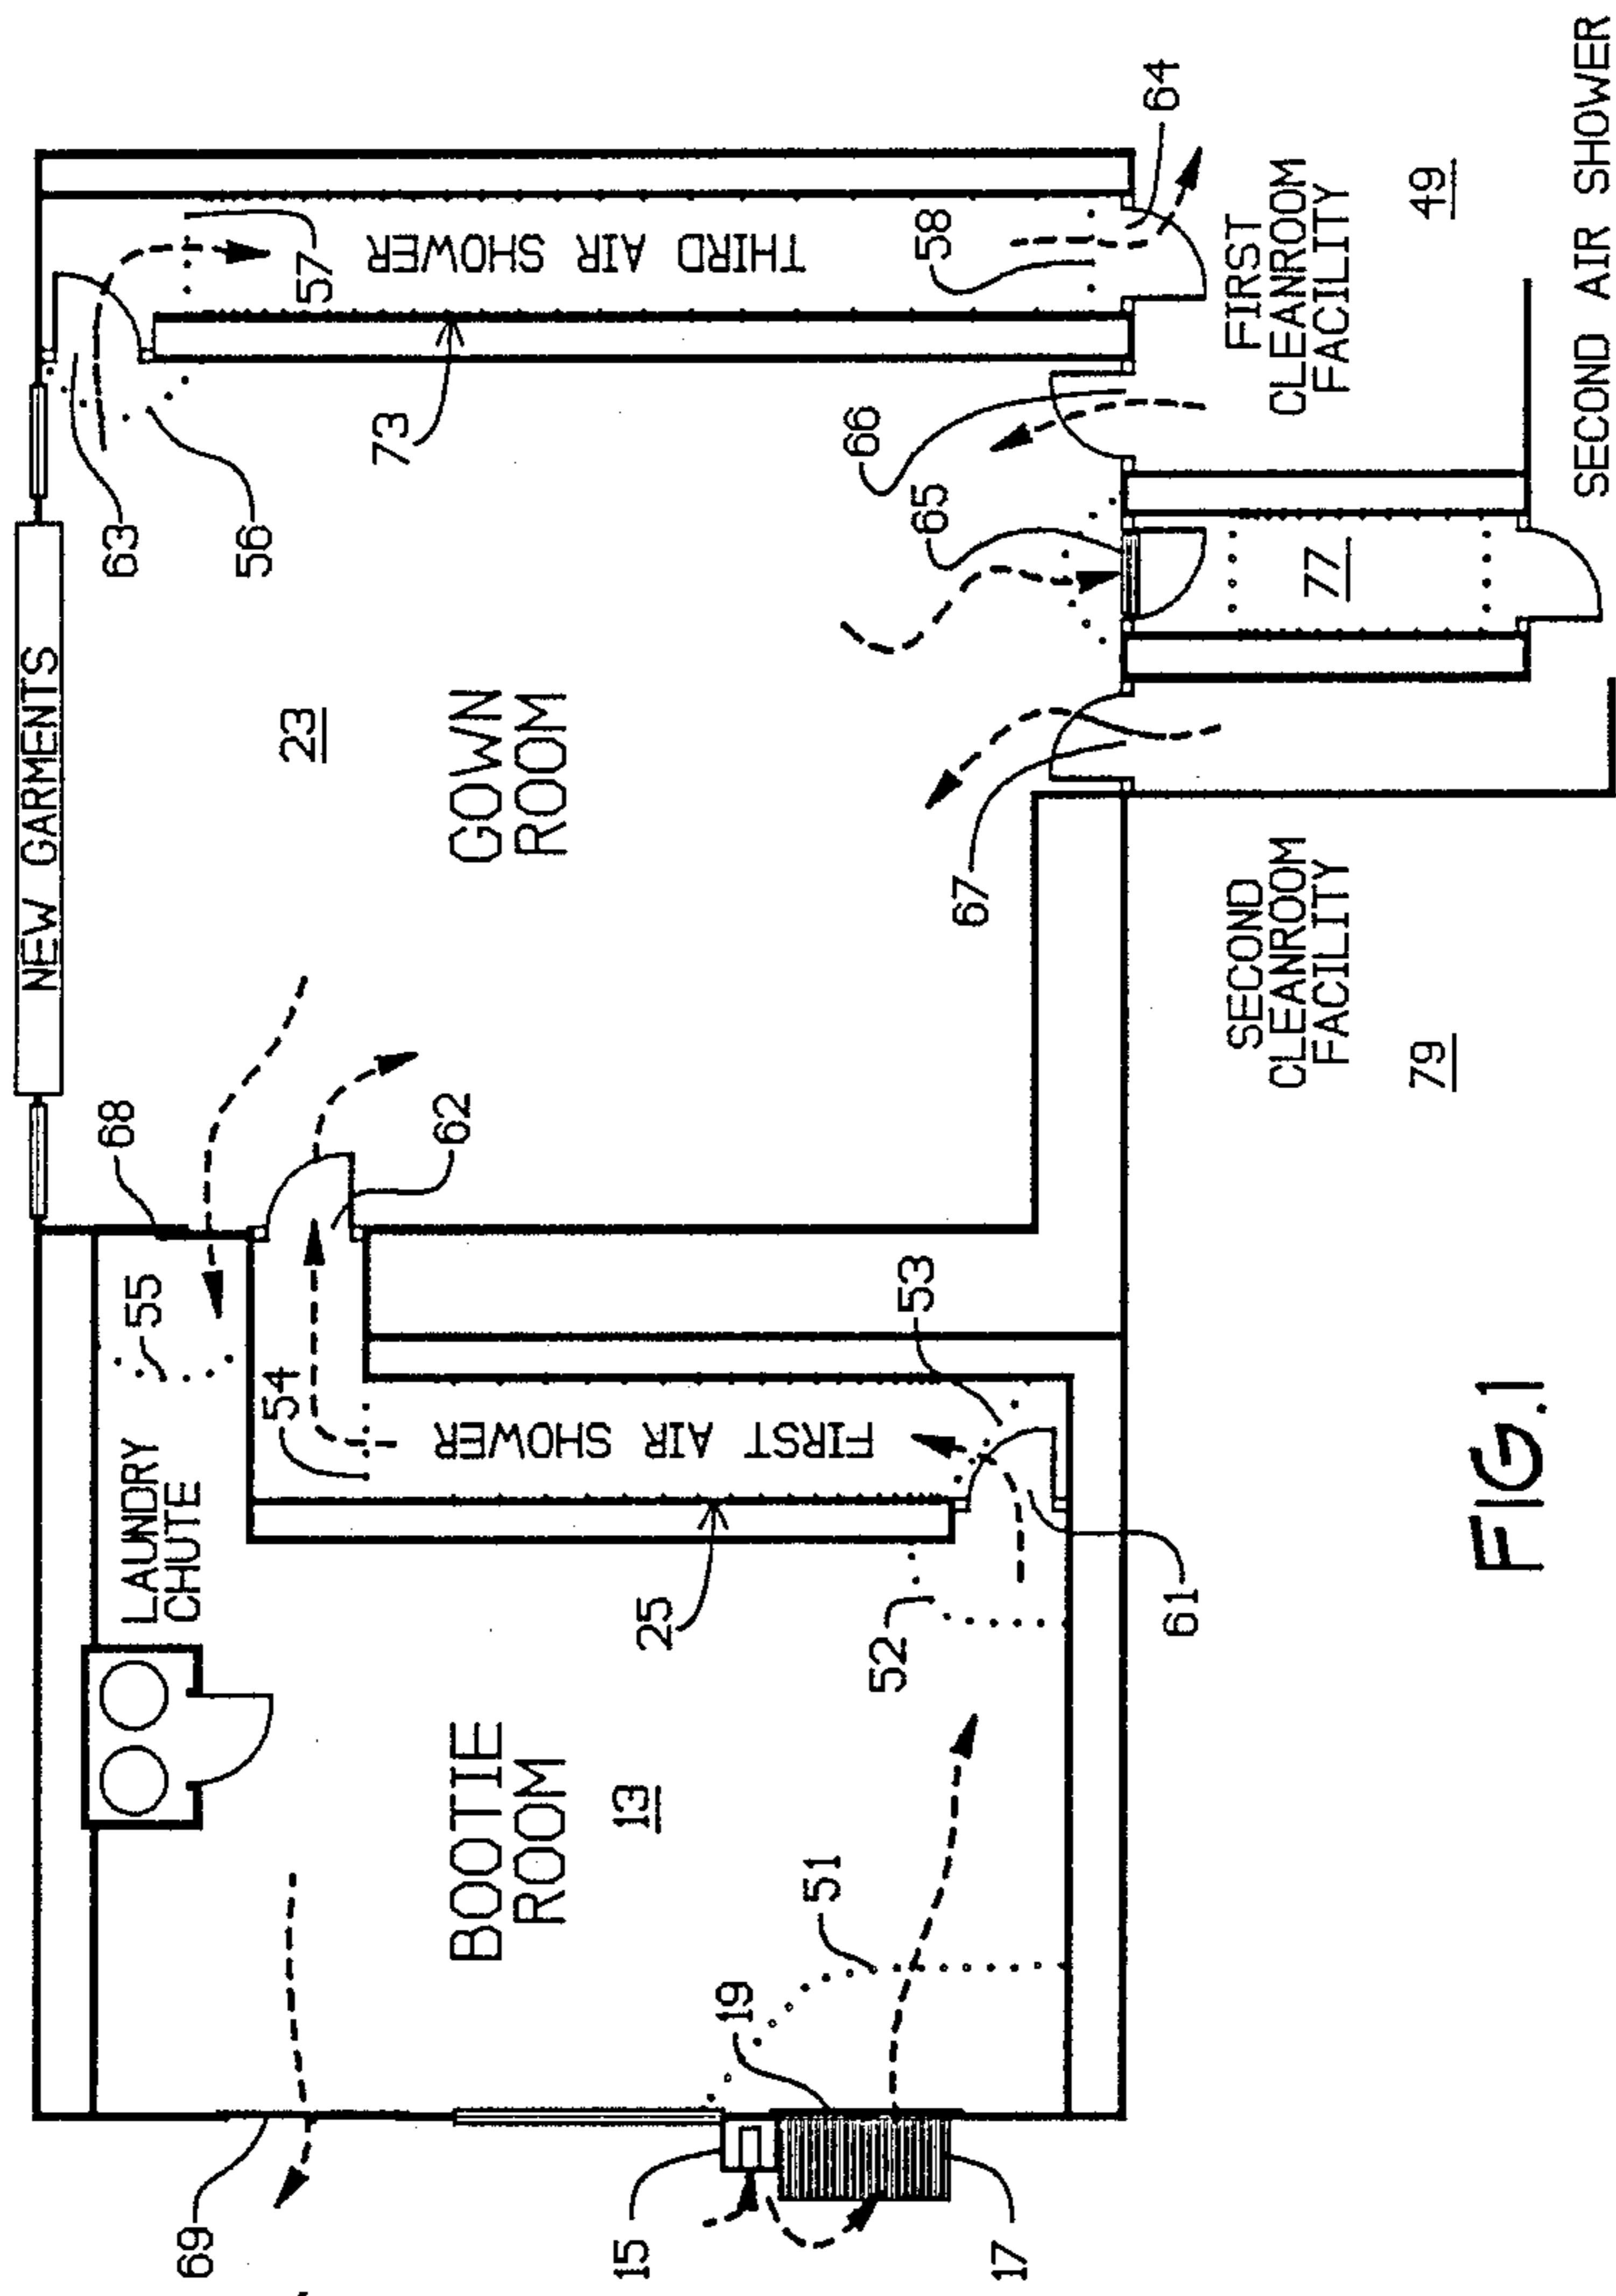 NEW GARMENTS
68
63
55
56
57
THIRD AIR SHOWER
73
LAUNDRY
CHUTE
54
62
23
GOWN
ROOM
58
64
66
65
FIRST AIR SHOWER
53
25
52
61
67
BOOTIE
ROOM
13
51
19
69
15
17
FIRST
CLEANROOM
FACILITY
49
77
SECOND
CLEANROOM
FACILITY
79
SECOND AIR SHOWER
FIG.1